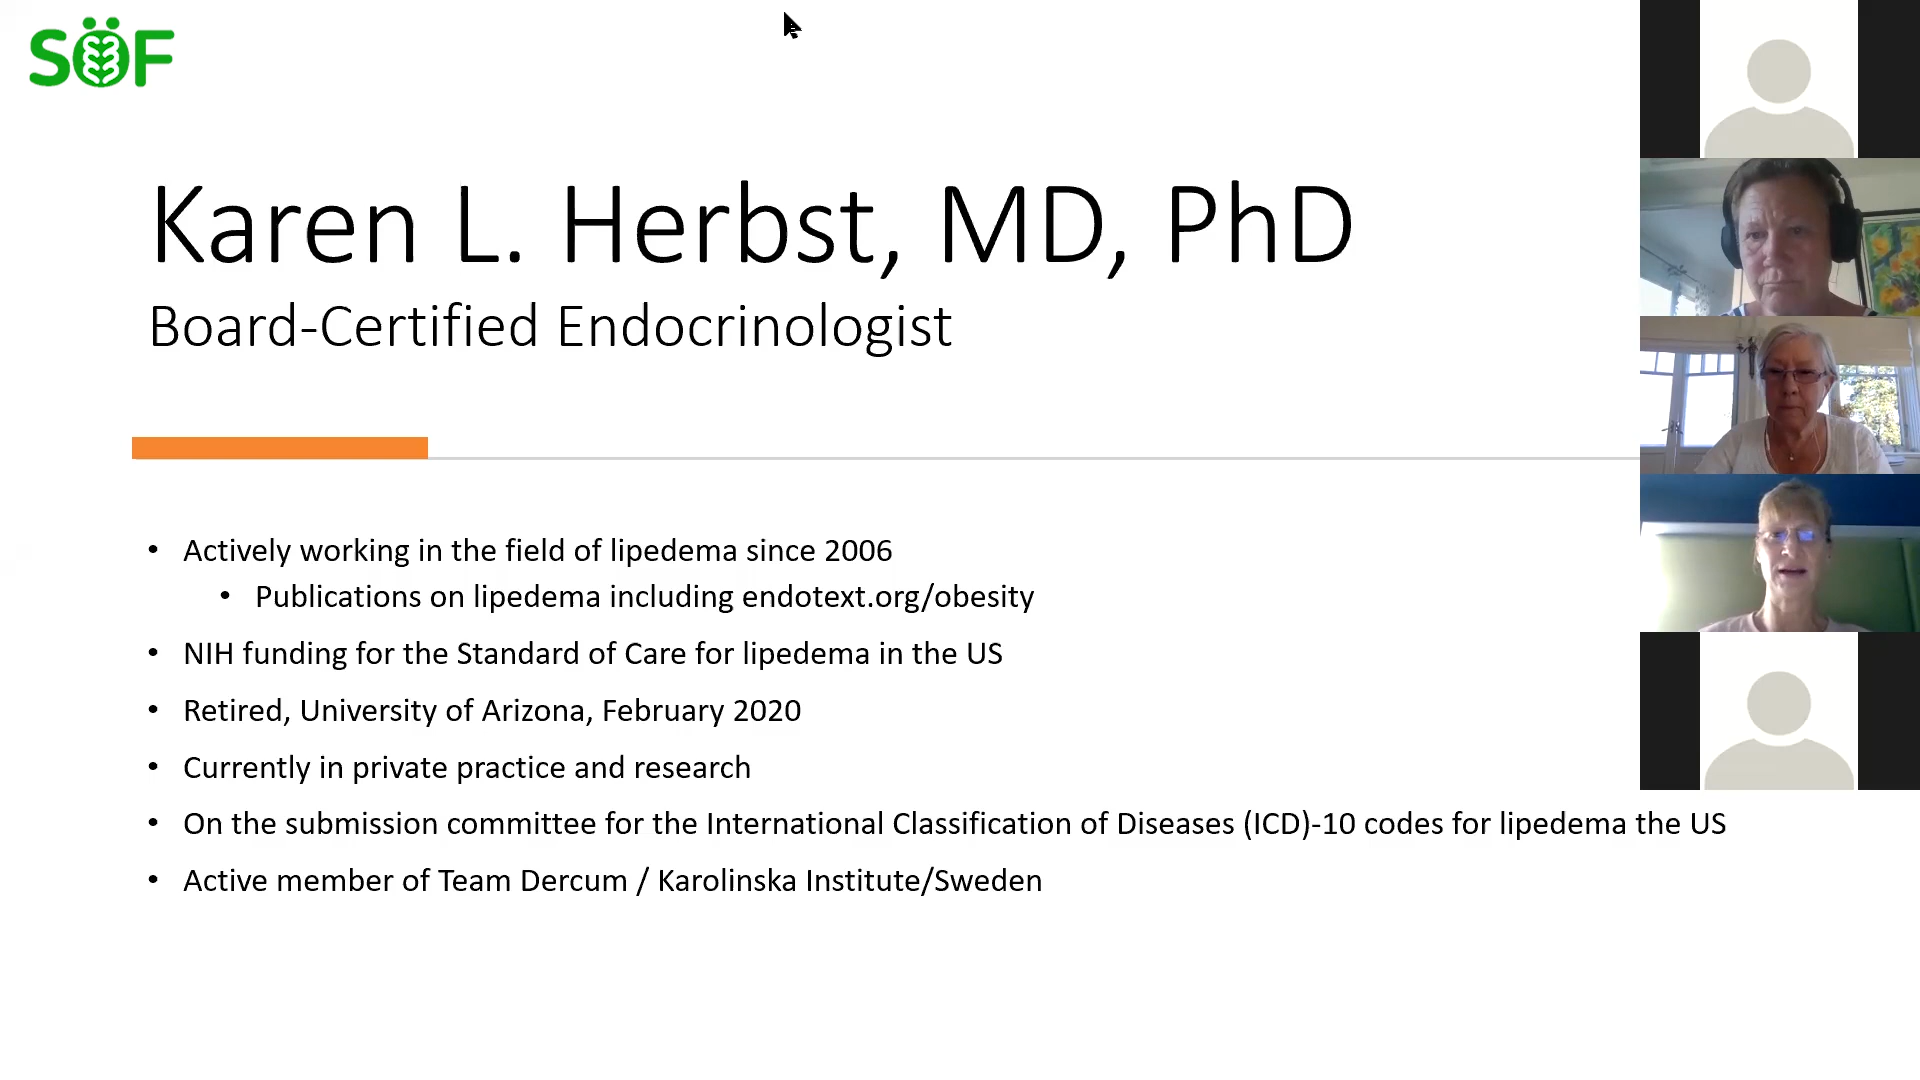 SÖF
Karen L. Herbst, MD, PhD
Board-Certified Endocrinologist
• Actively working in the field of lipedema since 2006
• Publications on lipedema including endotext.org/obesity
• NIH funding for the Standard of Care for lipedema in the US
• Retired, University of Arizona, February 2020
• Currently in private practice and research
• On the submission committee for the International Classification of Diseases (ICD)-10 codes for lipedema the US
• Active member of Team Dercum / Karolinska Institute/Sweden